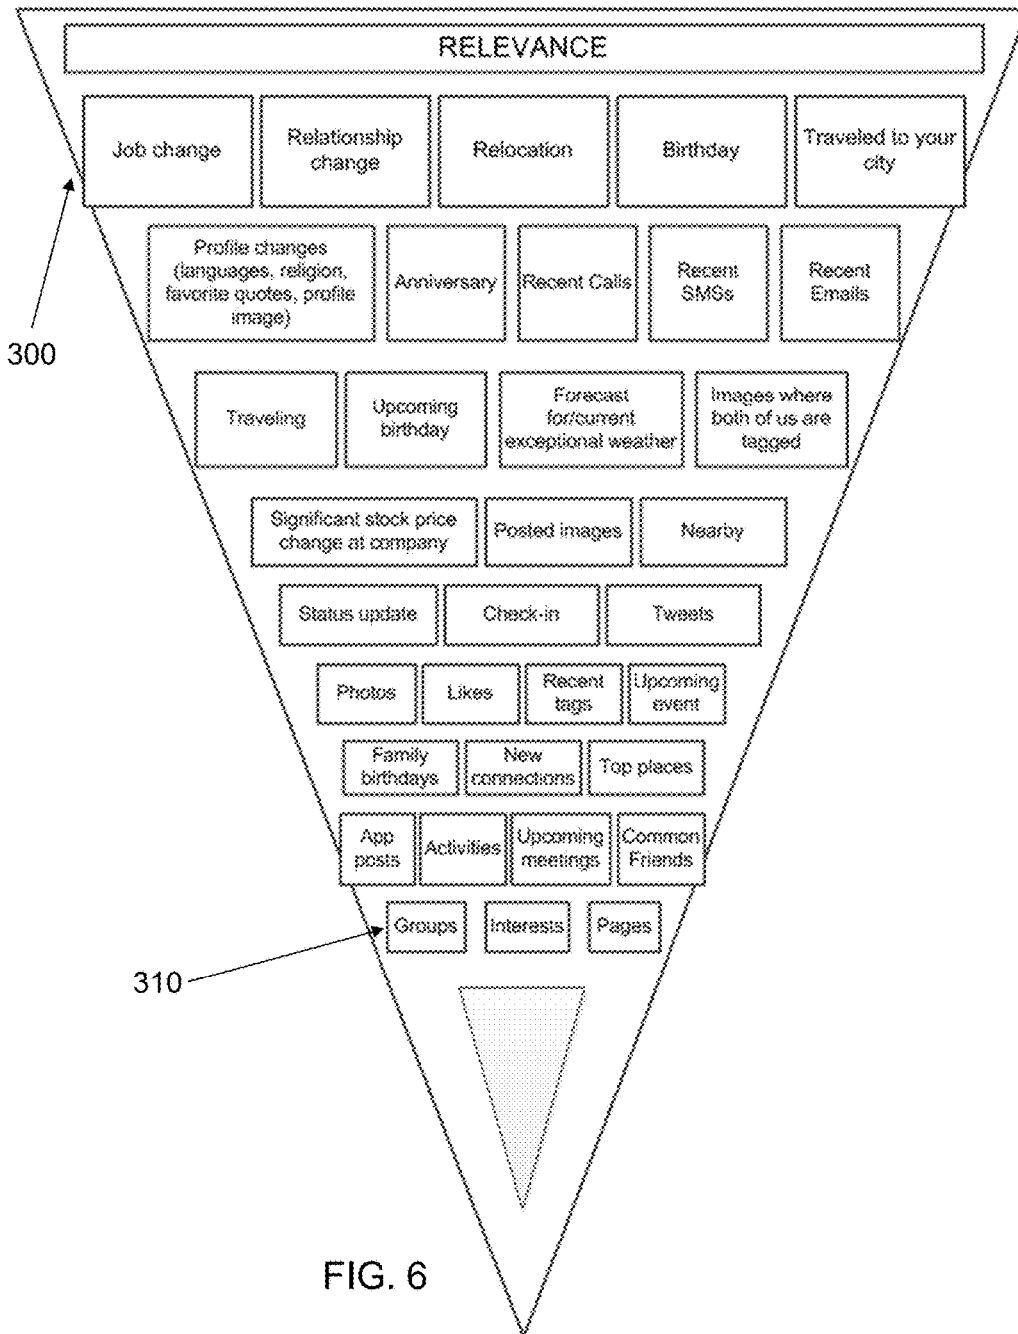 RELEVANCE
Job change
Relationship
change
Relocation
Birthday
Traveled to your
city
300
Profile changes
(languages, religion,
favorite quotes, profile
image)
Anniversary
Recent Calls
Recent
SMSs
Recent
Emails
Traveling
Upcoming
birthday
Forecast
for/current
exceptional weather
Images where
both of us are
tagged
Significant stock price
change at company
Posted images
Nearby
Status update
Check-in
Tweets
Photos
Likes
Recent
tags
Upcoming
event
Family
birthdays
New
connections
Top places
App
posts
Activities
Upcoming
meetings
Common
Friends
310
Groups
Interests
Pages
FIG. 6